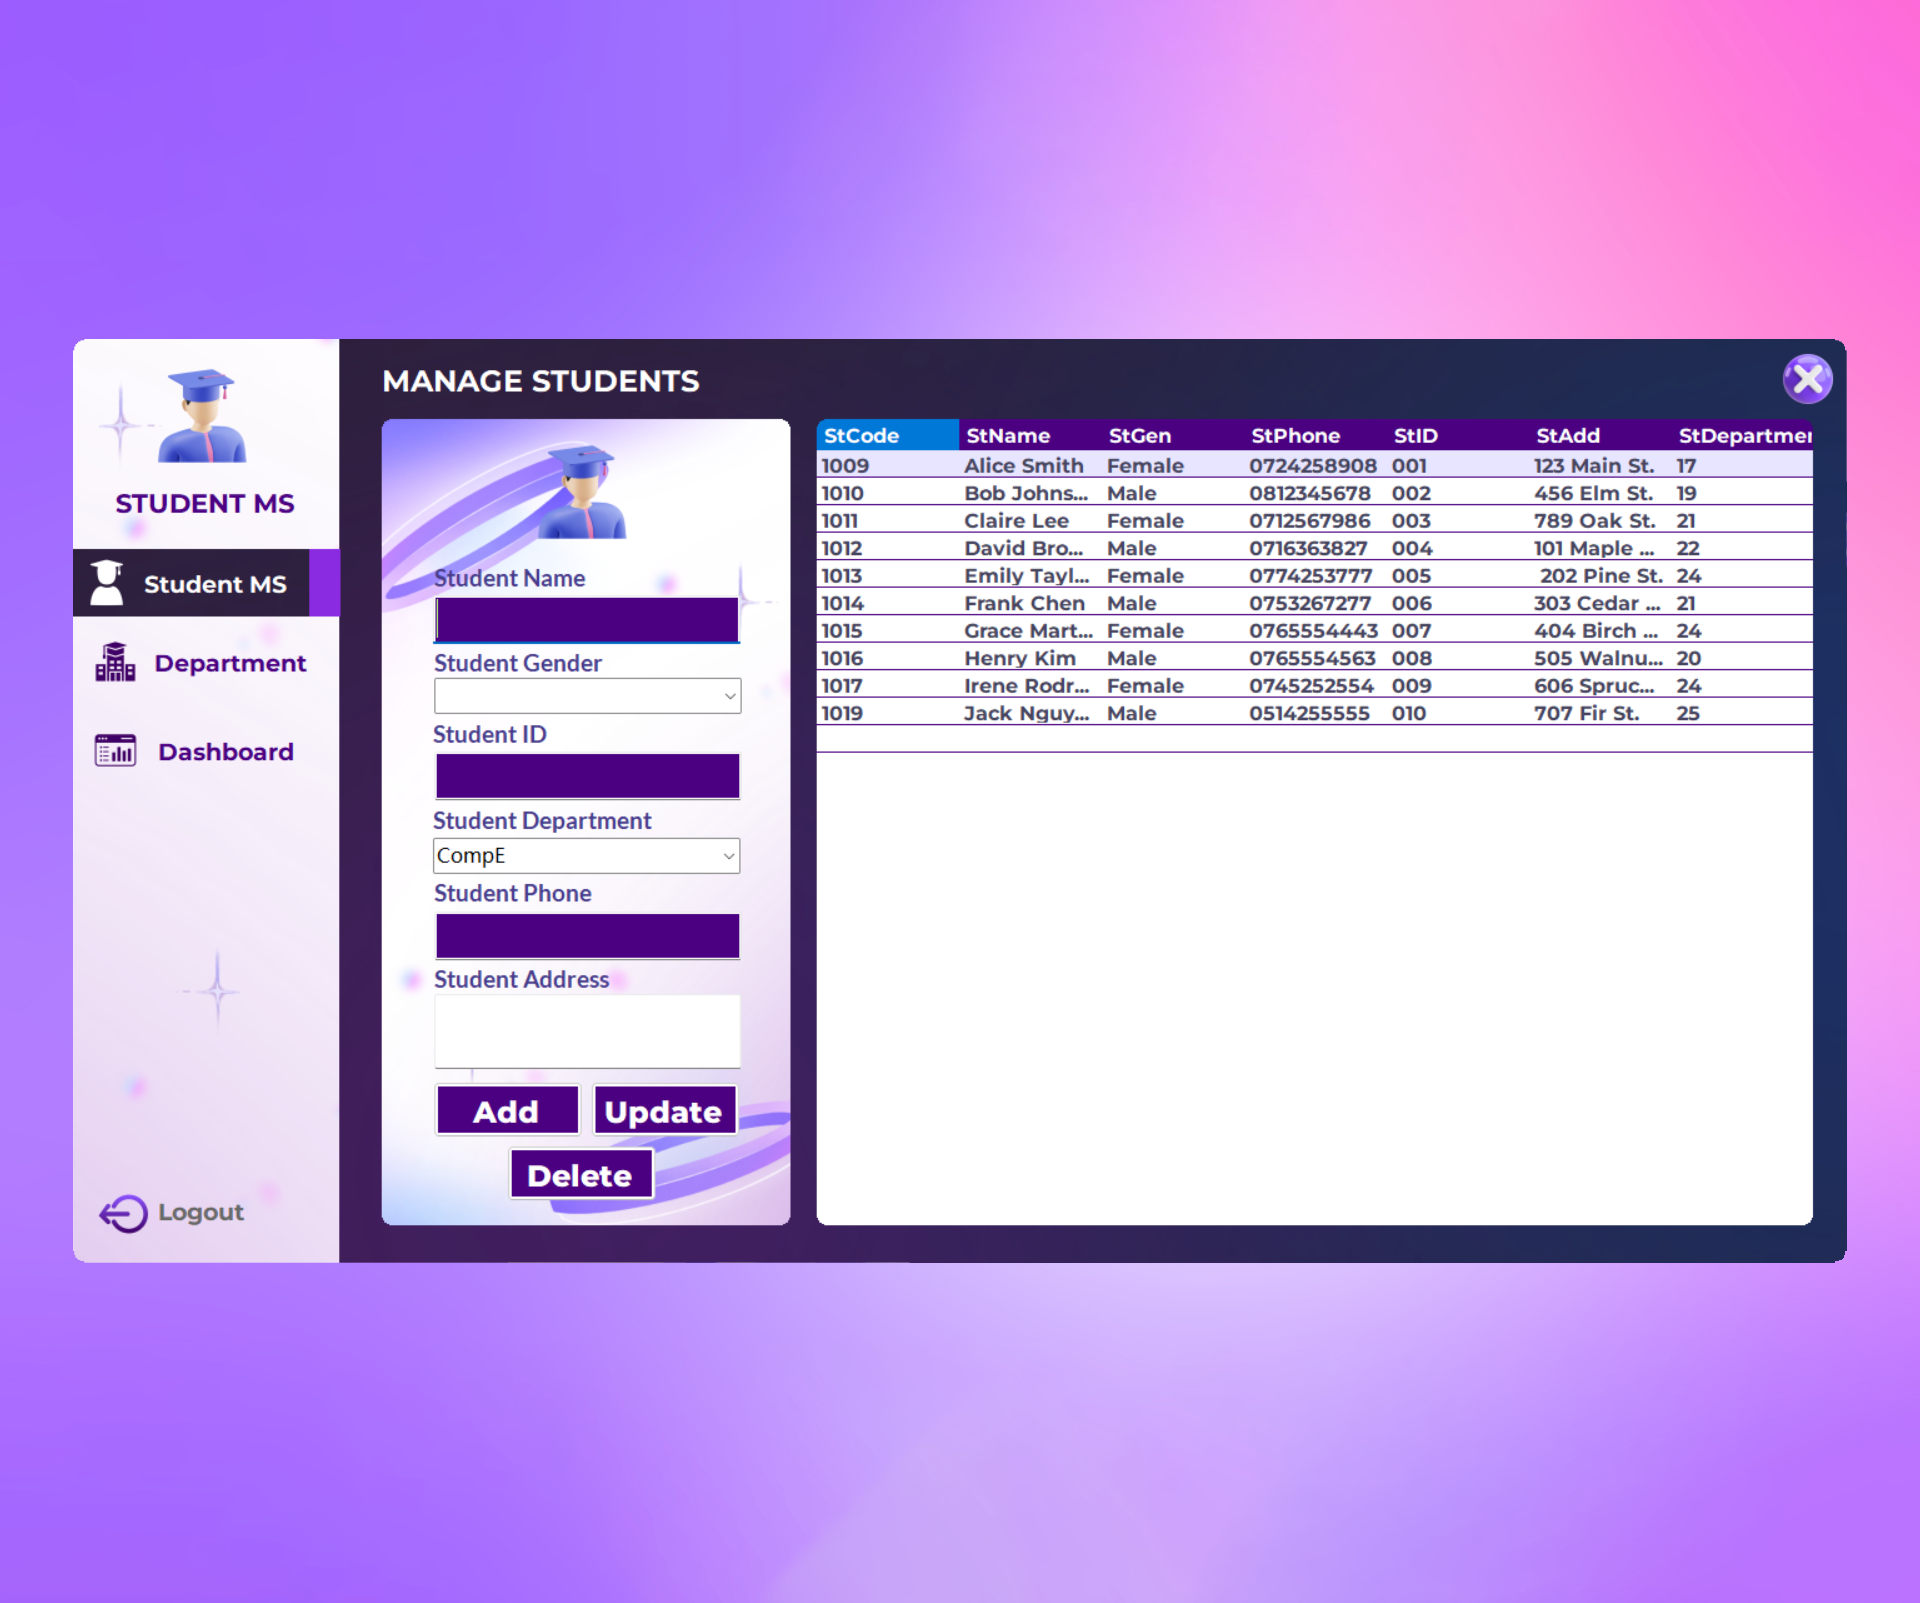 STUDENT MS
Student MS
Department
Dashboard
Logout
MANAGE STUDENTS
Student Name
Student Gender
Student ID
Student Department
CompE
Student Phone
Student Address
Add Update
Delete
StCode StName StGen StPhone StID StAdd StDepartmen
1009 Alice Smith Female 0724258908 001 123 Main St. 17
1010 Bob Johns... Male 0812345678 002 456 Elm St. 19
1011 Claire Lee Female 0712567986 003 789 Oak St. 21
1012 David Bro... Male 0716363827 004 101 Maple ... 22
1013 Emily Tayl... Female 0774253777 005 202 Pine St. 24
1014 Frank Chen Male 0753267277 006 303 Cedar ... 21
1015 Grace Mart... Female 0765554443 007 404 Birch ... 24
1016 Henry Kim Male 0765554563 008 505 Walnu... 20
1017 Irene Rodr... Female 0745252554 009 606 Spruc... 24
1019 Jack Nguy... Male 0514255555 010 707 Fir St. 25